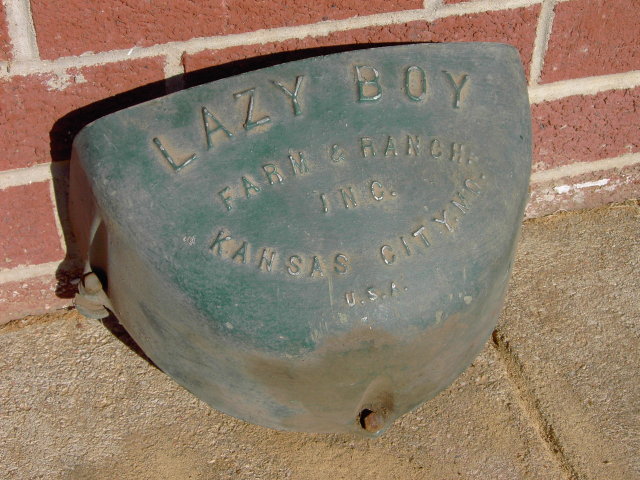 LAZY BOY
FARM & RANCH.
INC.
KANSAS CITY. MO.
U.S.A.